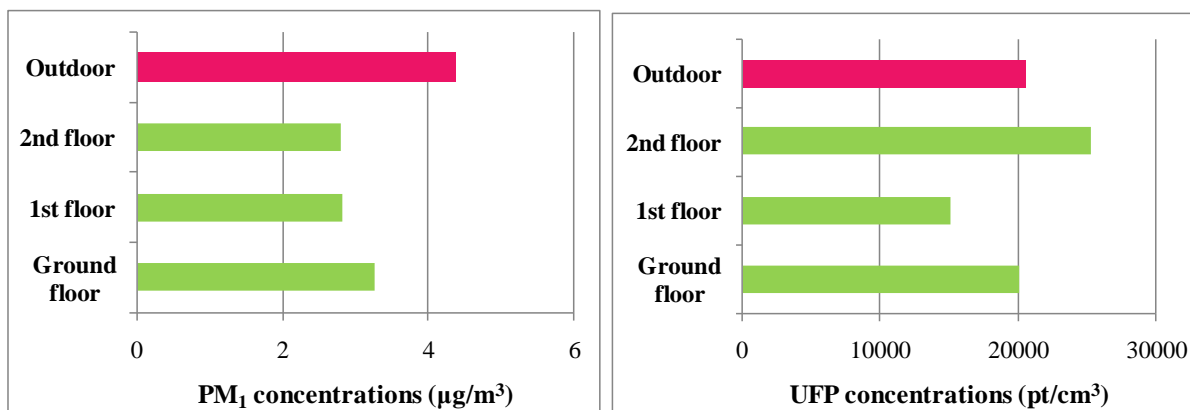 Outdoor
2nd floor
1st floor
Ground
floor
0 2 4 6
PM₁ concentrations (µg/m³)
Outdoor
2nd floor
1st floor
Ground
floor
0 10000 20000 30000
UFP concentrations (pt/cm³)